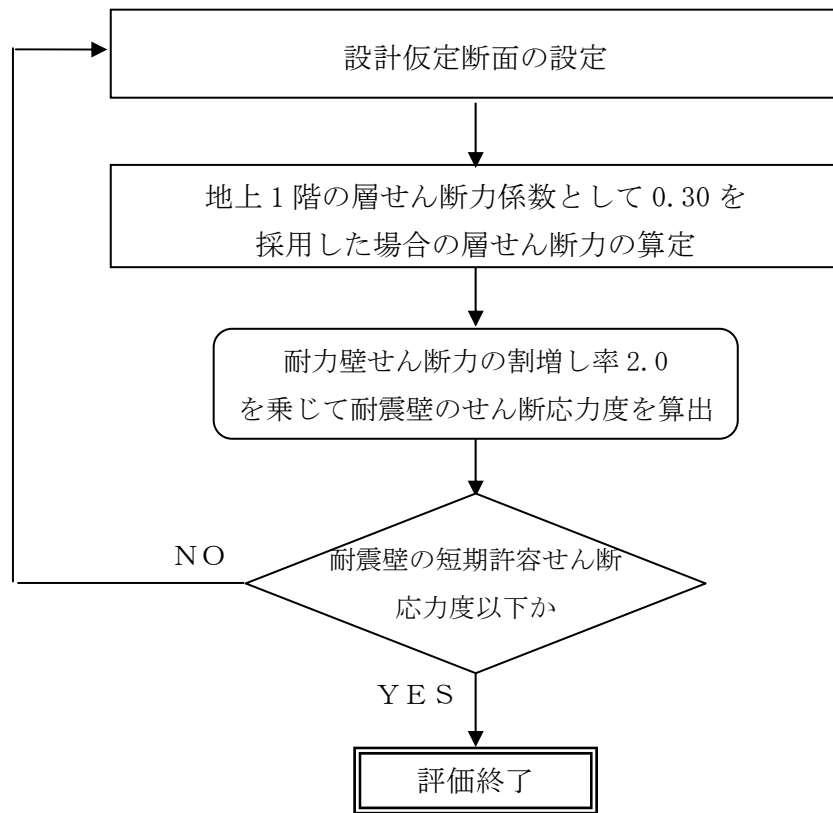 設計仮定断面の設定
地上1階の層せん断力係数として0.30を
採用した場合の層せん断力の算定
耐力壁せん断力の割増し率2.0
を乗じて耐震壁のせん断応力度を算出
NO
耐震壁の短期許容せん断
応力度以下か
YES
評価終了